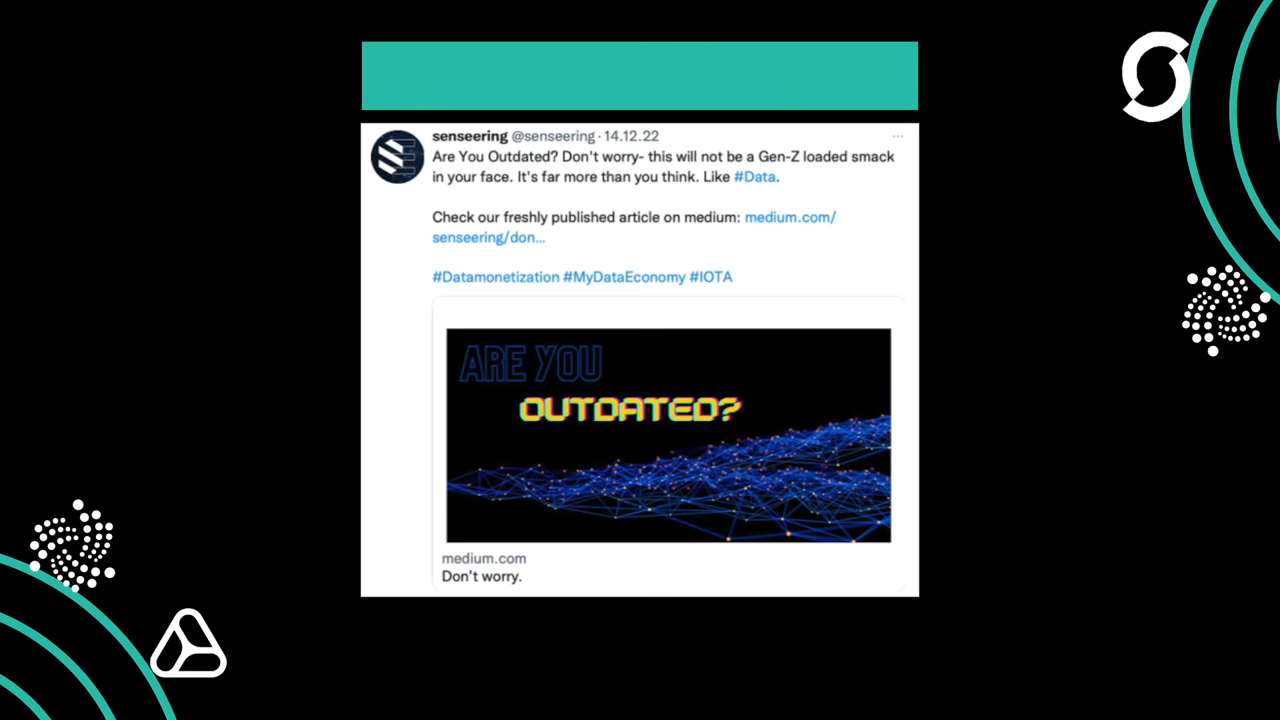 senseering @senseering · 14.12.22
Are You Outdated? Don't worry- this will not be a Gen-Z loaded smack
in your face. It's far more than you think. Like #Data.
Check our freshly published article on medium: medium.com/
senseering/don...
#Datamonetization #MyDataEconomy #IOTA
ARE YOU
OUTDATED?
medium.com
Don't worry.